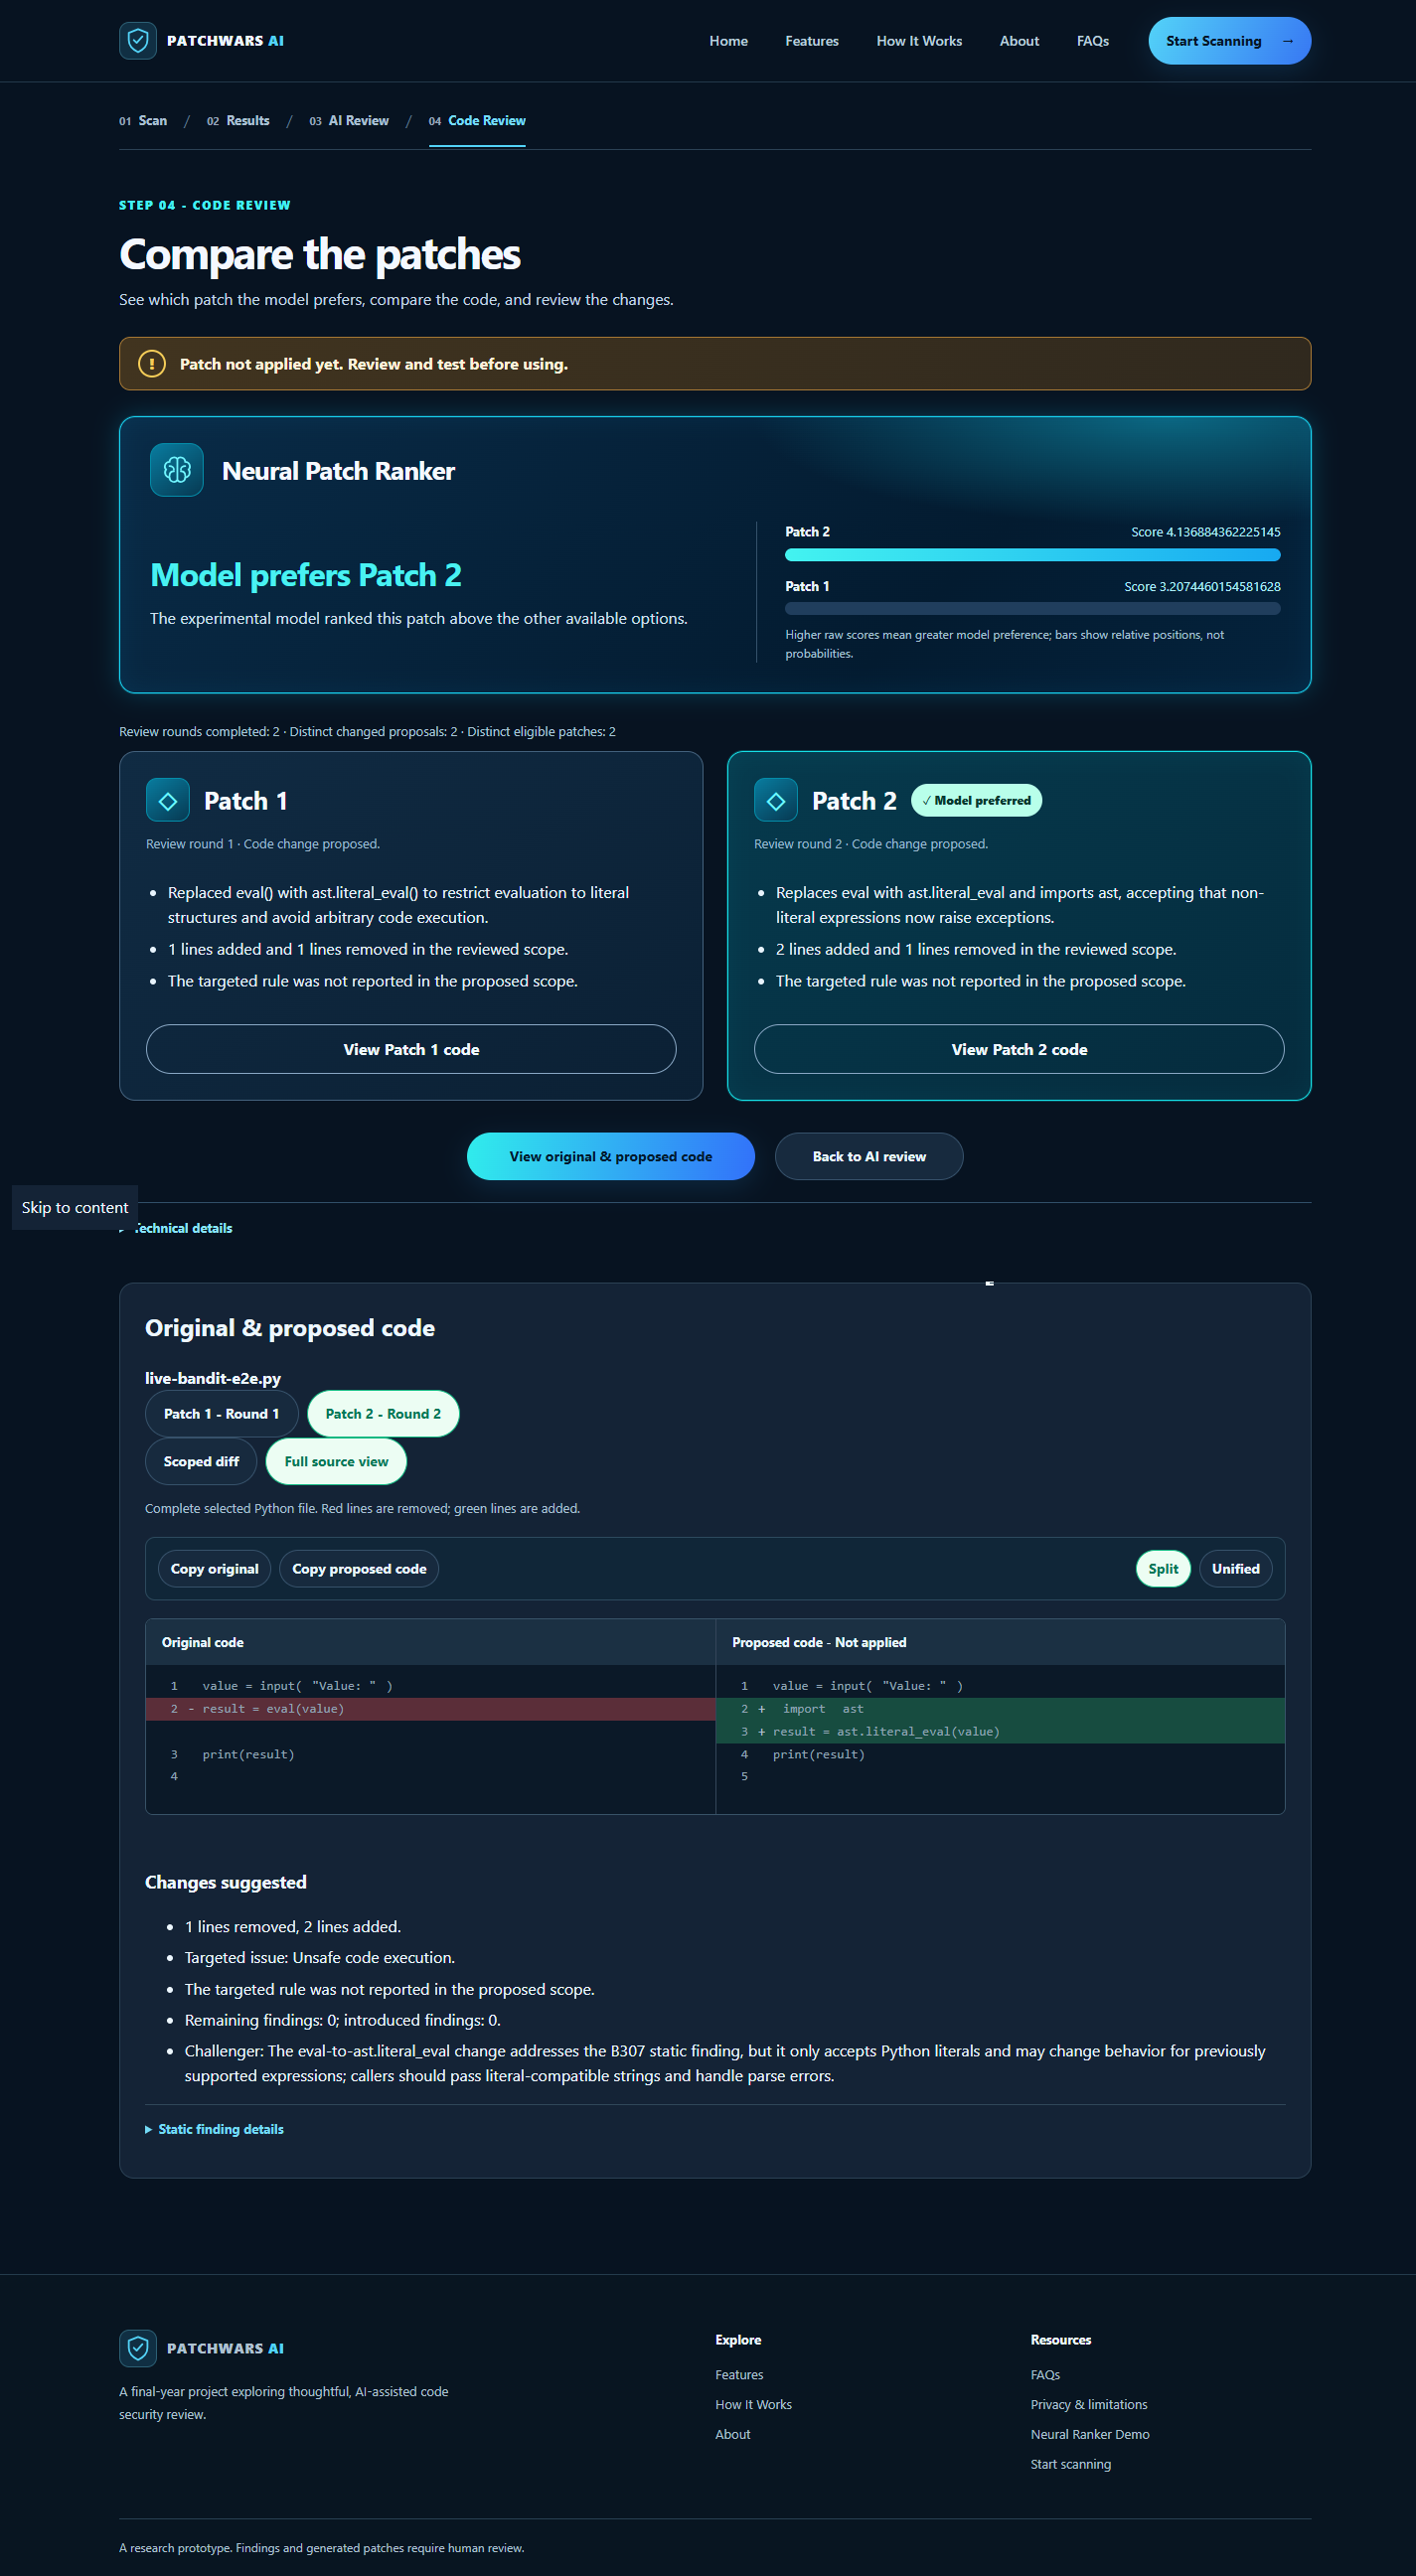 PATCHWARS AI
Home
Features
How It Works
About
FAQs
Start Scanning →
01 Scan / 02 Results / 03 AI Review / 04 Code Review
STEP 04 - CODE REVIEW
Compare the patches
See which patch the model prefers, compare the code, and review the changes.
! Patch not applied yet. Review and test before using.
Neural Patch Ranker
Model prefers Patch 2
The experimental model ranked this patch above the other available options.
Patch 2 Score 4.136884362225145
Patch 1 Score 3.2074460154581628
Higher raw scores mean greater model preference; bars show relative positions, not
probabilities.
Review rounds completed: 2 · Distinct changed proposals: 2 · Distinct eligible patches: 2
Patch 1
Review round 1 · Code change proposed.
• Replaced eval() with ast.literal_eval() to restrict evaluation to literal
structures and avoid arbitrary code execution.
• 1 lines added and 1 lines removed in the reviewed scope.
• The targeted rule was not reported in the proposed scope.
View Patch 1 code
Patch 2 ✓ Model preferred
Review round 2 · Code change proposed.
• Replaces eval with ast.literal_eval and imports ast, accepting that non-
literal expressions now raise exceptions.
• 2 lines added and 1 lines removed in the reviewed scope.
• The targeted rule was not reported in the proposed scope.
View Patch 2 code
View original & proposed code
Back to AI review
Skip to content
Technical details
Original & proposed code
live-bandit-e2e.py
Patch 1 - Round 1
Patch 2 - Round 2
Scoped diff
Full source view
Complete selected Python file. Red lines are removed; green lines are added.
Copy original
Copy proposed code
Split
Unified
Original code
1 value = input( "Value: " )
2 - result = eval(value)
3 print(result)
4
Proposed code - Not applied
1 value = input( "Value: " )
2 + import ast
3 + result = ast.literal_eval(value)
4 print(result)
5
Changes suggested
• 1 lines removed, 2 lines added.
• Targeted issue: Unsafe code execution.
• The targeted rule was not reported in the proposed scope.
• Remaining findings: 0; introduced findings: 0.
• Challenger: The eval-to-ast.literal_eval change addresses the B307 static finding, but it only accepts Python literals and may change behavior for previously
supported expressions; callers should pass literal-compatible strings and handle parse errors.
▶ Static finding details
PATCHWARS AI
A final-year project exploring thoughtful, AI-assisted code
security review.
Explore
Features
How It Works
About
Resources
FAQs
Privacy & limitations
Neural Ranker Demo
Start scanning
A research prototype. Findings and generated patches require human review.